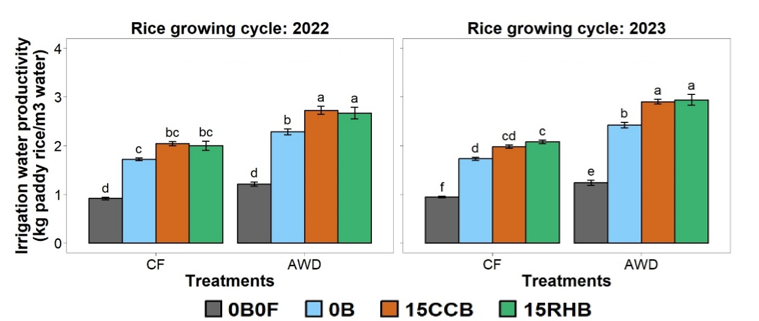 Rice growing cycle: 2022
Rice growing cycle: 2023
Irrigation water productivity
(kg paddy rice/m3 water)
4
3
2
1
0
d
c
bc
bc
d
b
a
a
f
d
cd
c
e
b
a
a
CF
AWD
CF
AWD
Treatments
Treatments
0B0F
0B
15CCB
15RHB